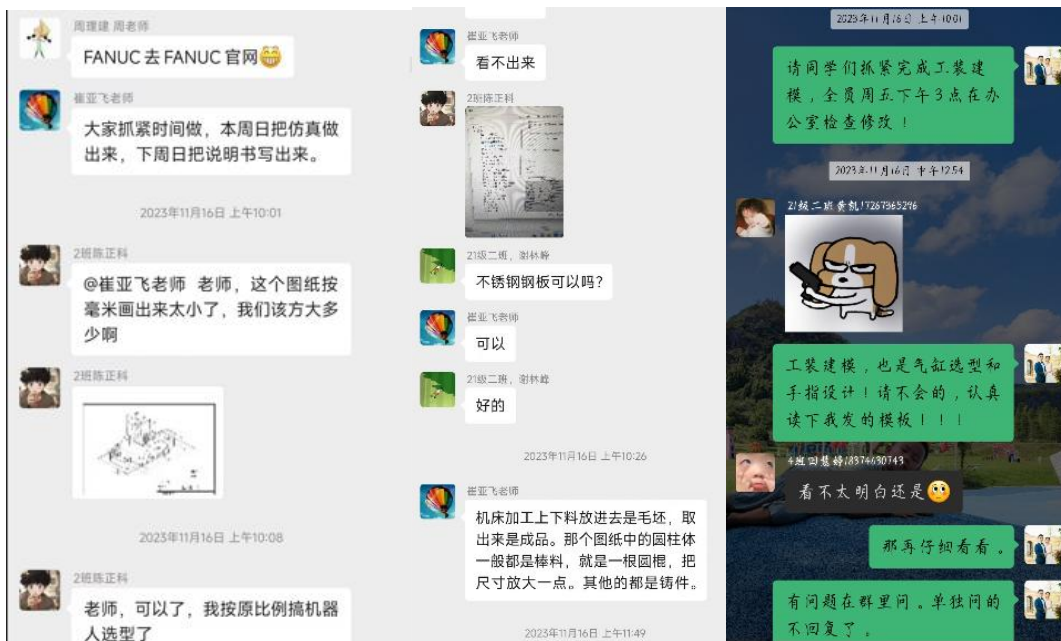 周理建 周老师
FANUC 去 FANUC 官网
崔亚飞老师
大家抓紧时间做，本周日把仿真做
出来，下周日把说明书写出来。
2023年11月16日 上午10:01
2班陈正科
@崔亚飞老师 老师，这个图纸按
毫米画出来太小了，我们该方大多
少啊
2班陈正科
2023年11月16日 上午10:08
2班陈正科
老师，可以了，我按原比例搞机器
人选型了
崔亚飞老师
看不出来
2班陈正科
21级二班，谢林峰
不锈钢钢板可以吗？
崔亚飞老师
可以
21级二班，谢林峰
好的
2023年11月16日 上午10:26
崔亚飞老师
机床加工上下料放进去是毛坯，取
出来是成品。那个图纸中的圆柱体
一般都是棒料，就是一根圆棍，把
尺寸放大一点。其他的都是铸件。
2023年11月16日 上午11:49
2023年11月16日 上午10:01
请同学们抓紧完成工装建
模，全员周五下午3点在办
公室检查修改！
2023年11月16日 中午12:54
21级二班黄凯17267365296
工装建模，也是气缸选型和
手指设计！请不会的，认真
读下我发的模板！！！
看不太明白还是
那再仔细看看。
有问题在群里问。单独问的
不回复了。